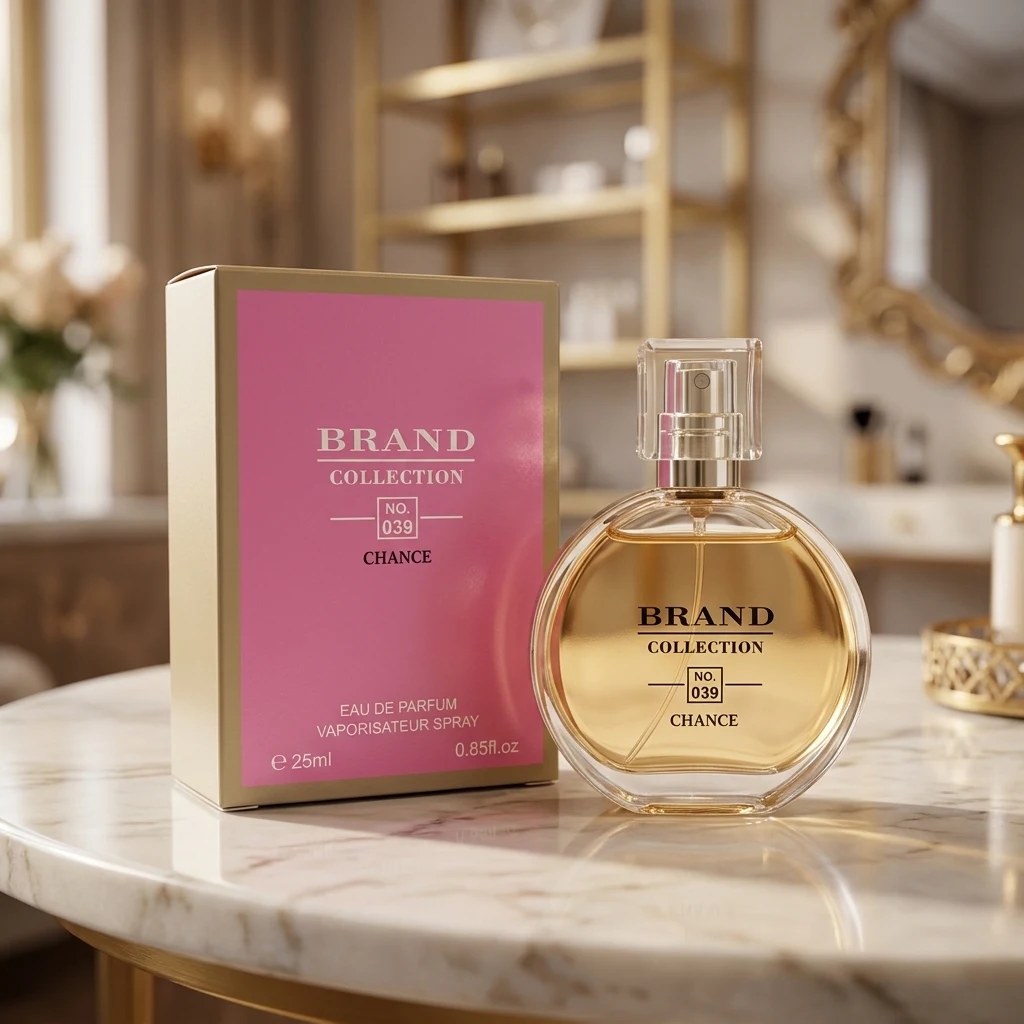 BRAND
COLLECTION
NO.
039
CHANCE
EAU DE PARFUM
VAPORISATEUR SPRAY
℮ 25ml 0.85fl.oz
BRAND
COLLECTION
NO.
039
CHANCE